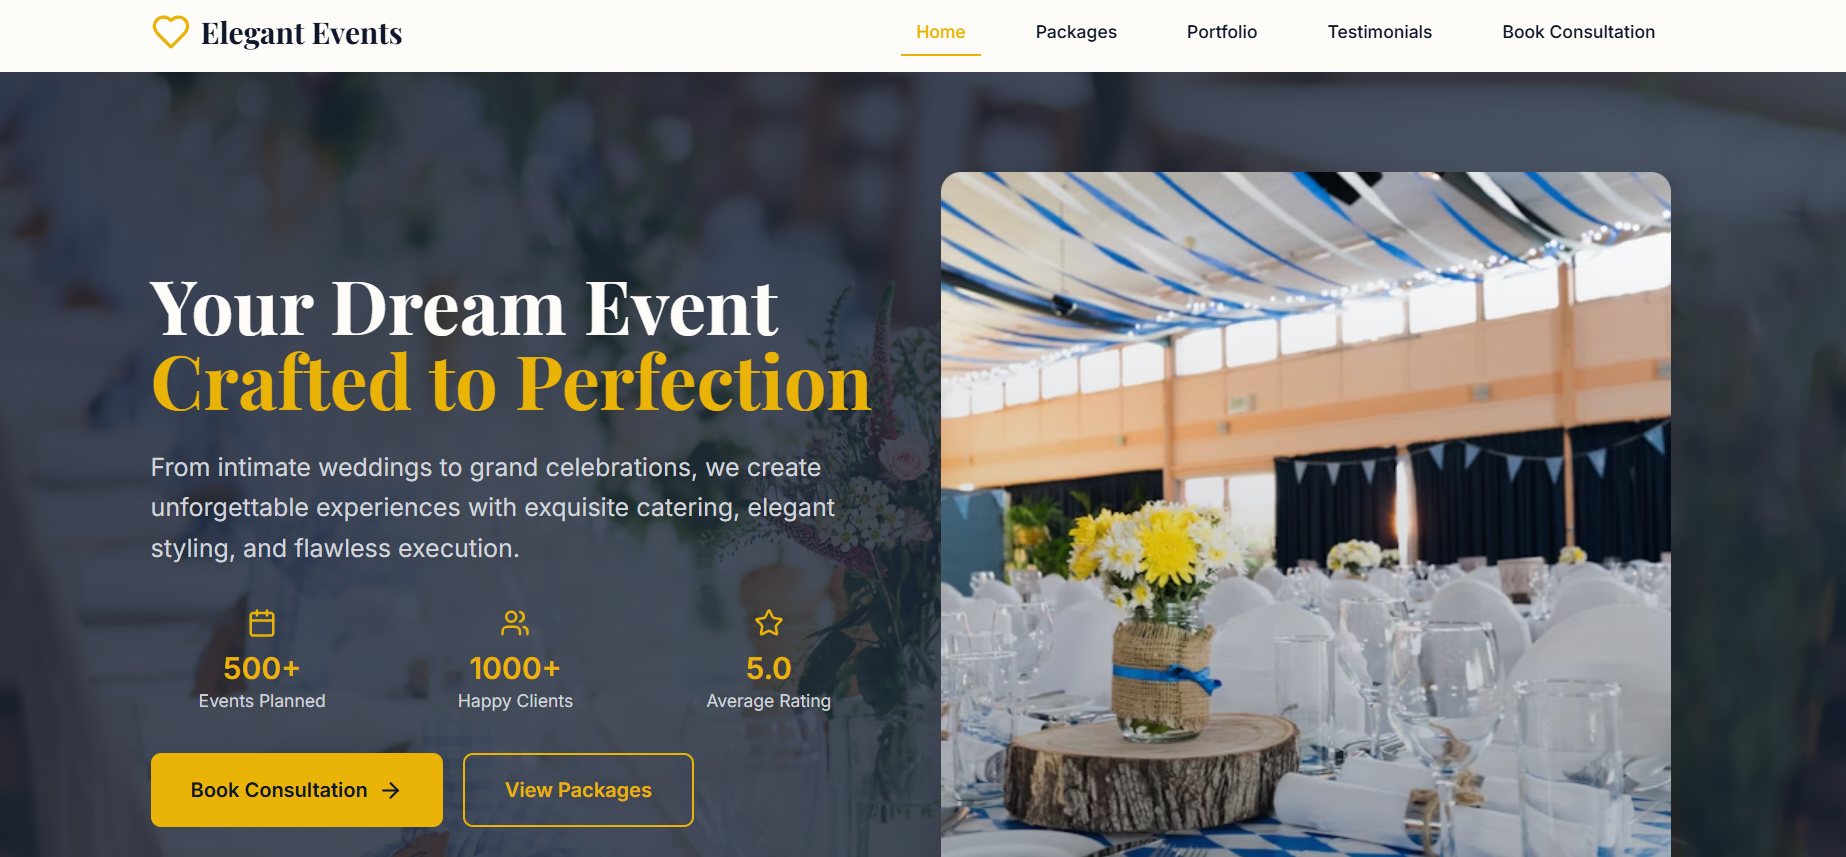 Elegant Events
Home
Packages
Portfolio
Testimonials
Book Consultation
Your Dream Event
Crafted to Perfection
From intimate weddings to grand celebrations, we create
unforgettable experiences with exquisite catering, elegant
styling, and flawless execution.
500+
Events Planned
1000+
Happy Clients
5.0
Average Rating
Book Consultation
View Packages